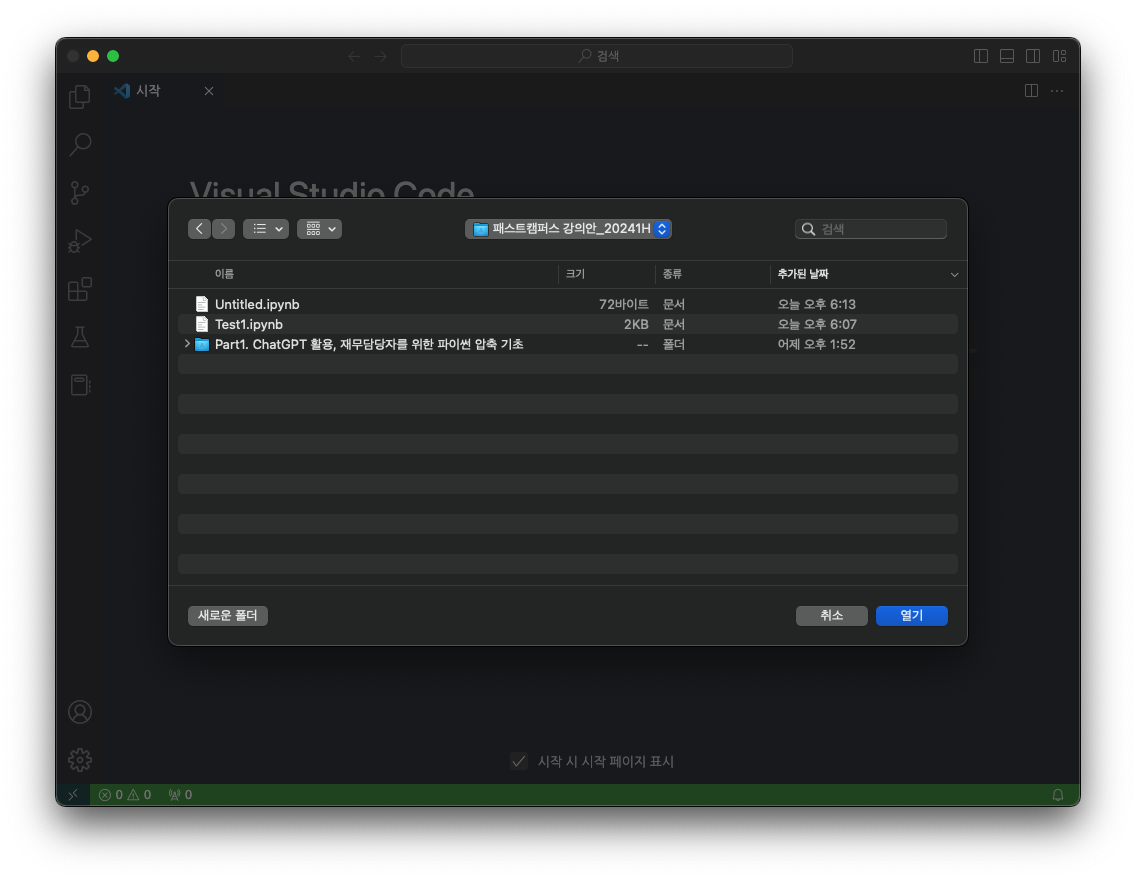 검색
시작
Visual Studio Code
패스트캠퍼스 강의안_20241H
검색
이름 크기 종류 추가된 날짜
Untitled.ipynb 72바이트 문서 오늘 오후 6:13
Test1.ipynb 2KB 문서 오늘 오후 6:07
Part1. ChatGPT 활용, 재무담당자를 위한 파이썬 압축 기초 -- 폴더 어제 오후 1:52
새로운 폴더 취소 열기
시작 시 시작 페이지 표시
0 0 0